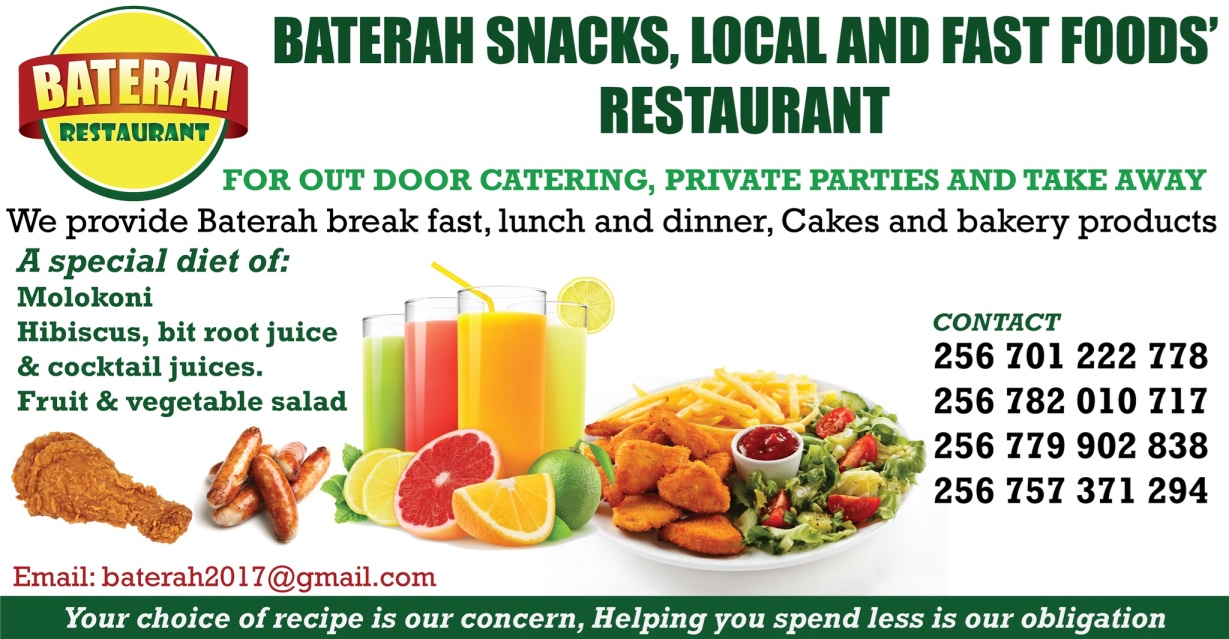 BATERAH
RESTAURANT
BATERAH SNACKS, LOCAL AND FAST FOODS’
RESTAURANT
FOR OUT DOOR CATERING, PRIVATE PARTIES AND TAKE AWAY
We provide Baterah break fast, lunch and dinner, Cakes and bakery products
A special diet of:
Molokoni
Hibiscus, bit root juice
& cocktail juices.
Fruit & vegetable salad
CONTACT
256 701 222 778
256 782 010 717
256 779 902 838
256 757 371 294
Email: baterah2017@gmail.com
Your choice of recipe is our concern, Helping you spend less is our obligation